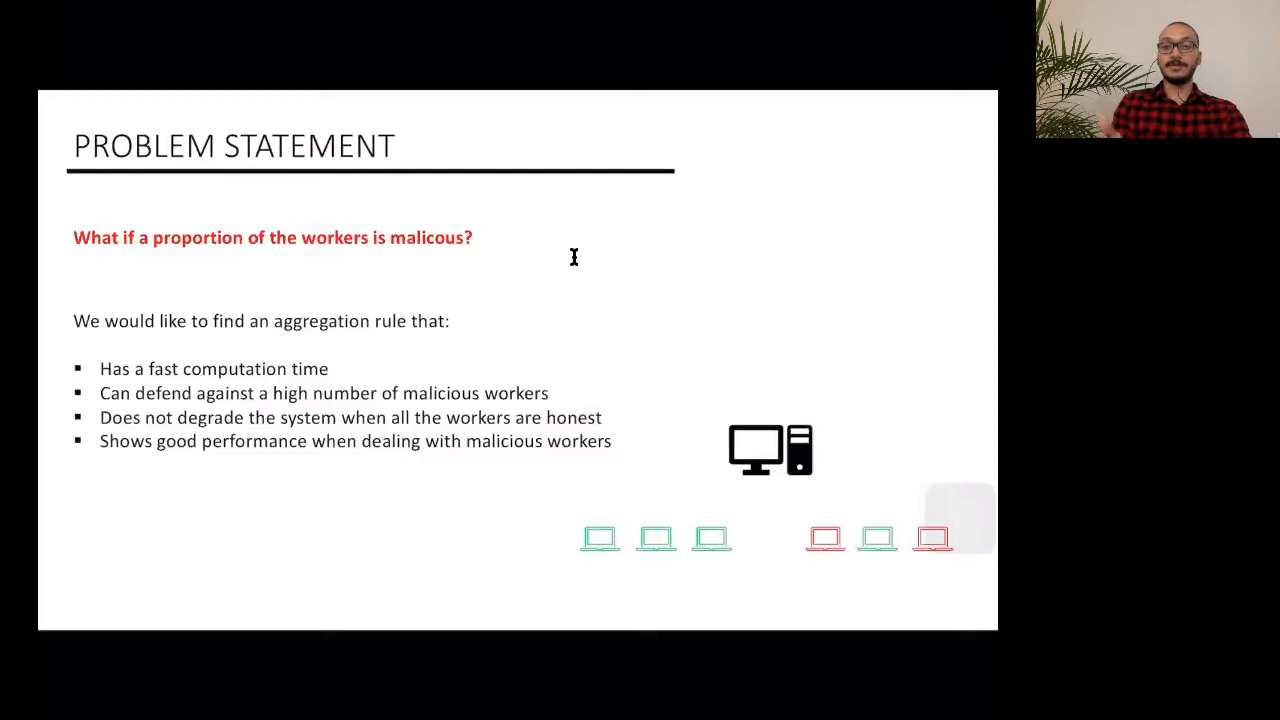 PROBLEM STATEMENT
What if a proportion of the workers is malicous?
We would like to find an aggregation rule that:
▪ Has a fast computation time
▪ Can defend against a high number of malicious workers
▪ Does not degrade the system when all the workers are honest
▪ Shows good performance when dealing with malicious workers